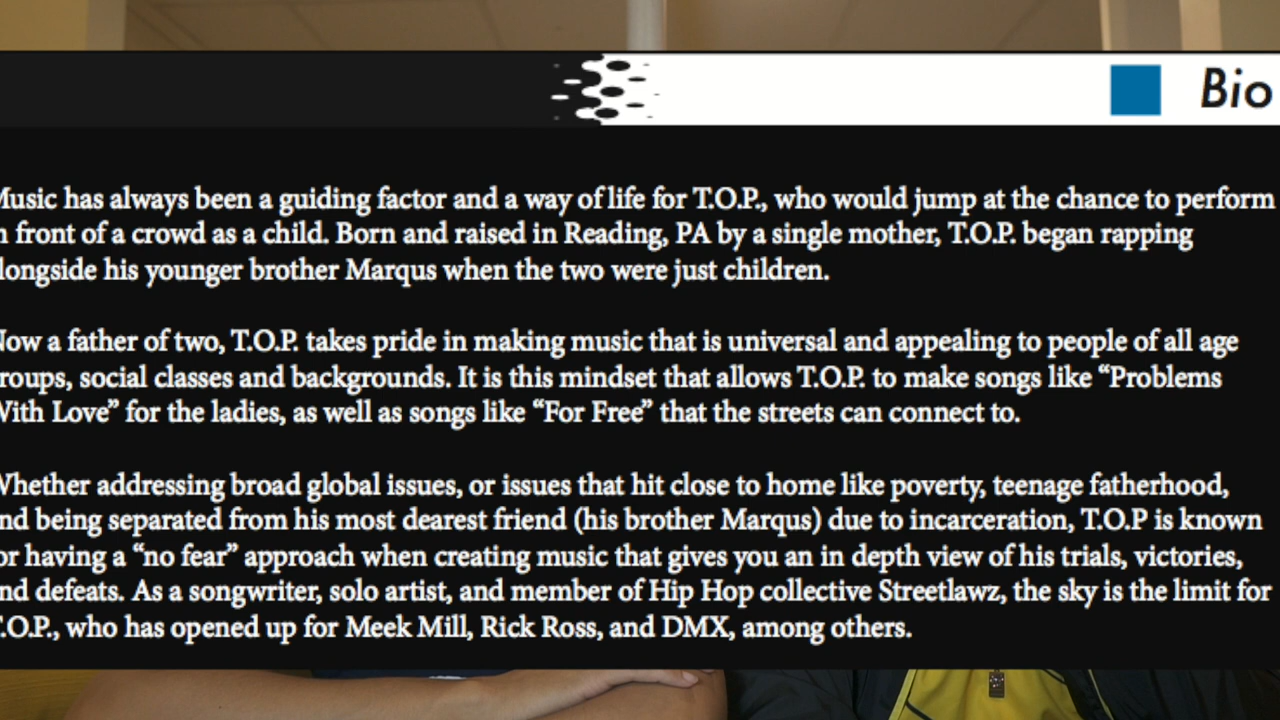 Bio
Music has always been a guiding factor and a way of life for T.O.P., who would jump at the chance to perform
n front of a crowd as a child. Born and raised in Reading, PA by a single mother, T.O.P. began rapping
longside his younger brother Marqus when the two were just children.
Now a father of two, T.O.P. takes pride in making music that is universal and appealing to people of all age
roups, social classes and backgrounds. It is this mindset that allows T.O.P. to make songs like “Problems
With Love” for the ladies, as well as songs like “For Free” that the streets can connect to.
Whether addressing broad global issues, or issues that hit close to home like poverty, teenage fatherhood,
nd being separated from his most dearest friend (his brother Marqus) due to incarceration, T.O.P is known
or having a “no fear” approach when creating music that gives you an in depth view of his trials, victories,
nd defeats. As a songwriter, solo artist, and member of Hip Hop collective Streetlawz, the sky is the limit for
T.O.P., who has opened up for Meek Mill, Rick Ross, and DMX, among others.